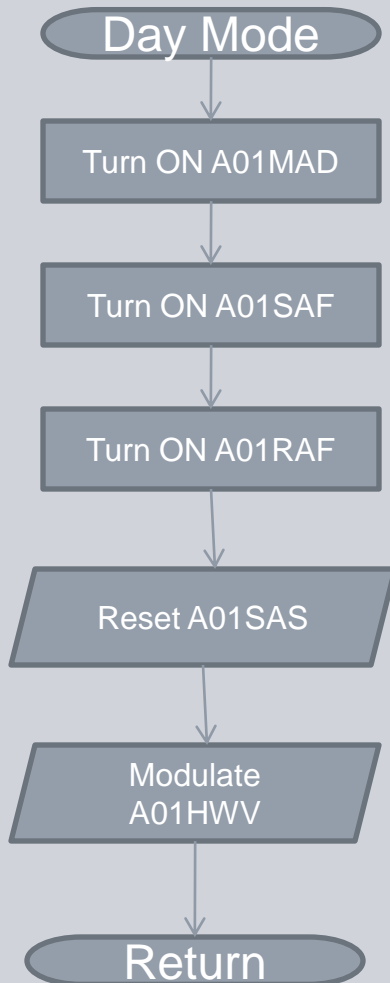 Day Mode
Turn ON A01MAD
Turn ON A01SAF
Turn ON A01RAF
Reset A01SAS
Modulate
A01HWV
Return